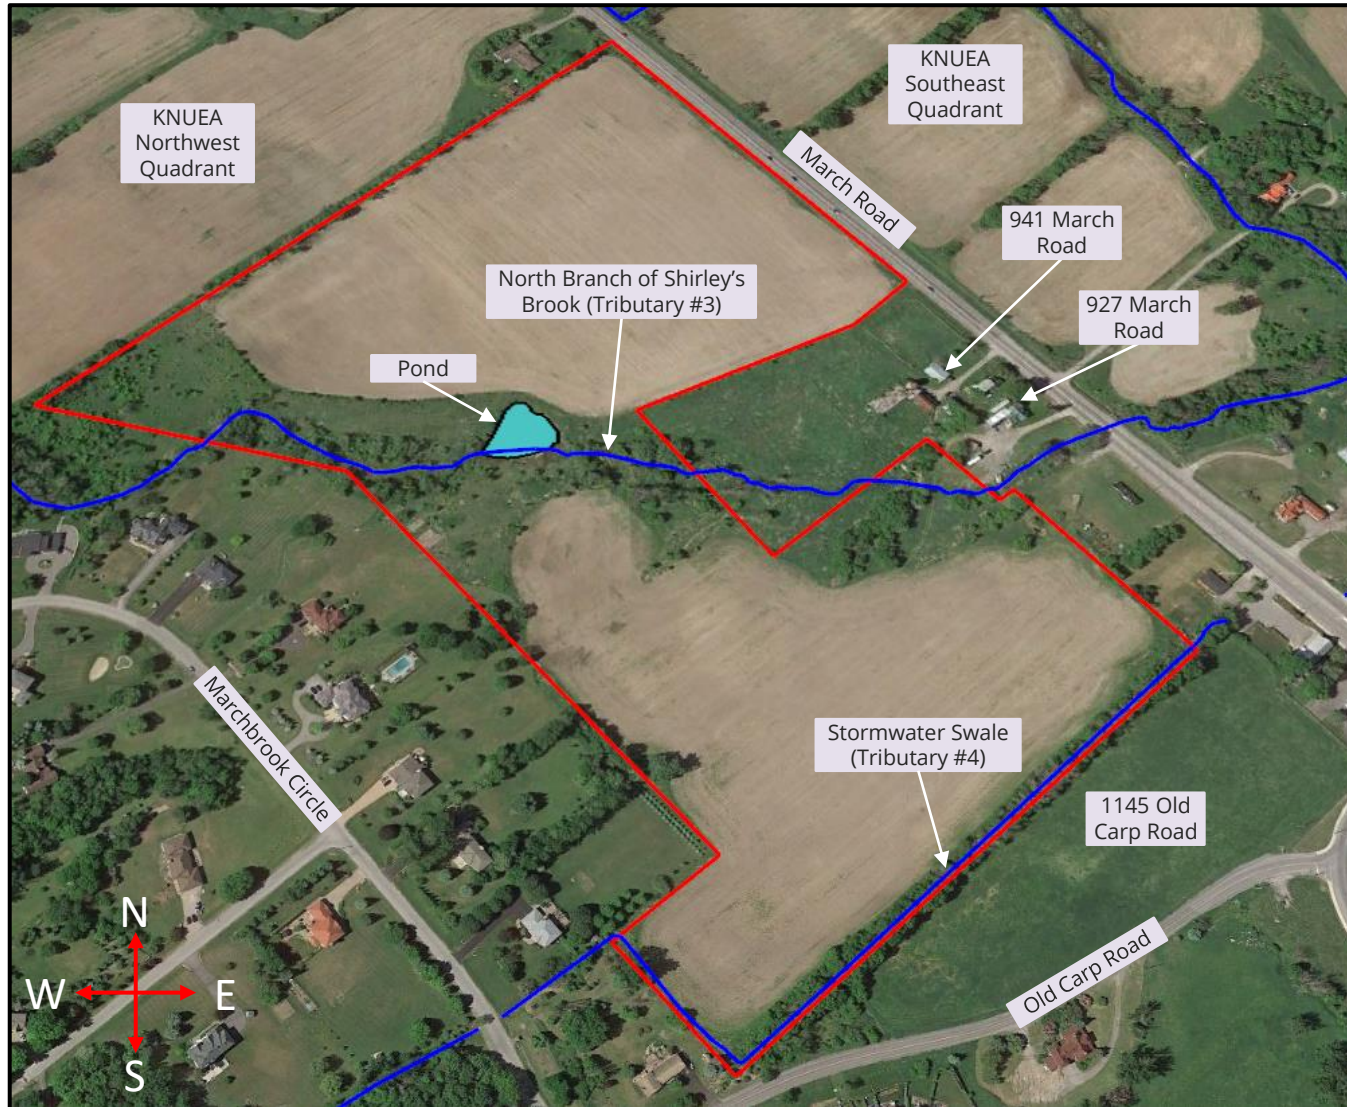 KNUEA
Northwest
Quadrant
KNUEA
Southeast
Quadrant
March Road
941 March
Road
North Branch of Shirley’s
Brook (Tributary #3)
927 March
Road
Pond
Marchbrook Circle
Stormwater Swale
(Tributary #4)
1145 Old
Carp Road
Old Carp Road
N
W
E
S